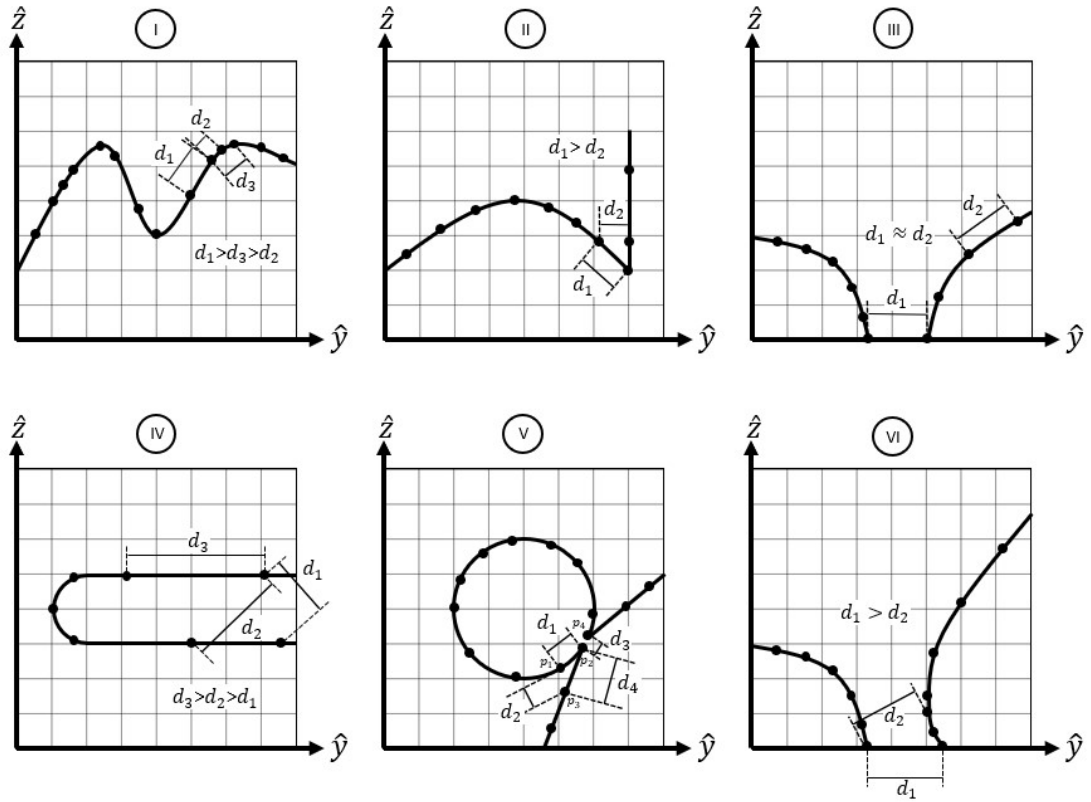 I
ẑ
d₁
d₂
d₃
d₁>d₃>d₂
ŷ
II
ẑ
d₁> d₂
d₂
d₁
ŷ
III
ẑ
d₂
d₁ ≈ d₂
d₁
ŷ
IV
ẑ
d₃
d₁
d₂
d₃>d₂>d₁
ŷ
V
ẑ
d₁
p₄
d₃
p₁
p₂
d₄
d₂
p₃
ŷ
VI
ẑ
d₁ > d₂
d₂
d₁
ŷ